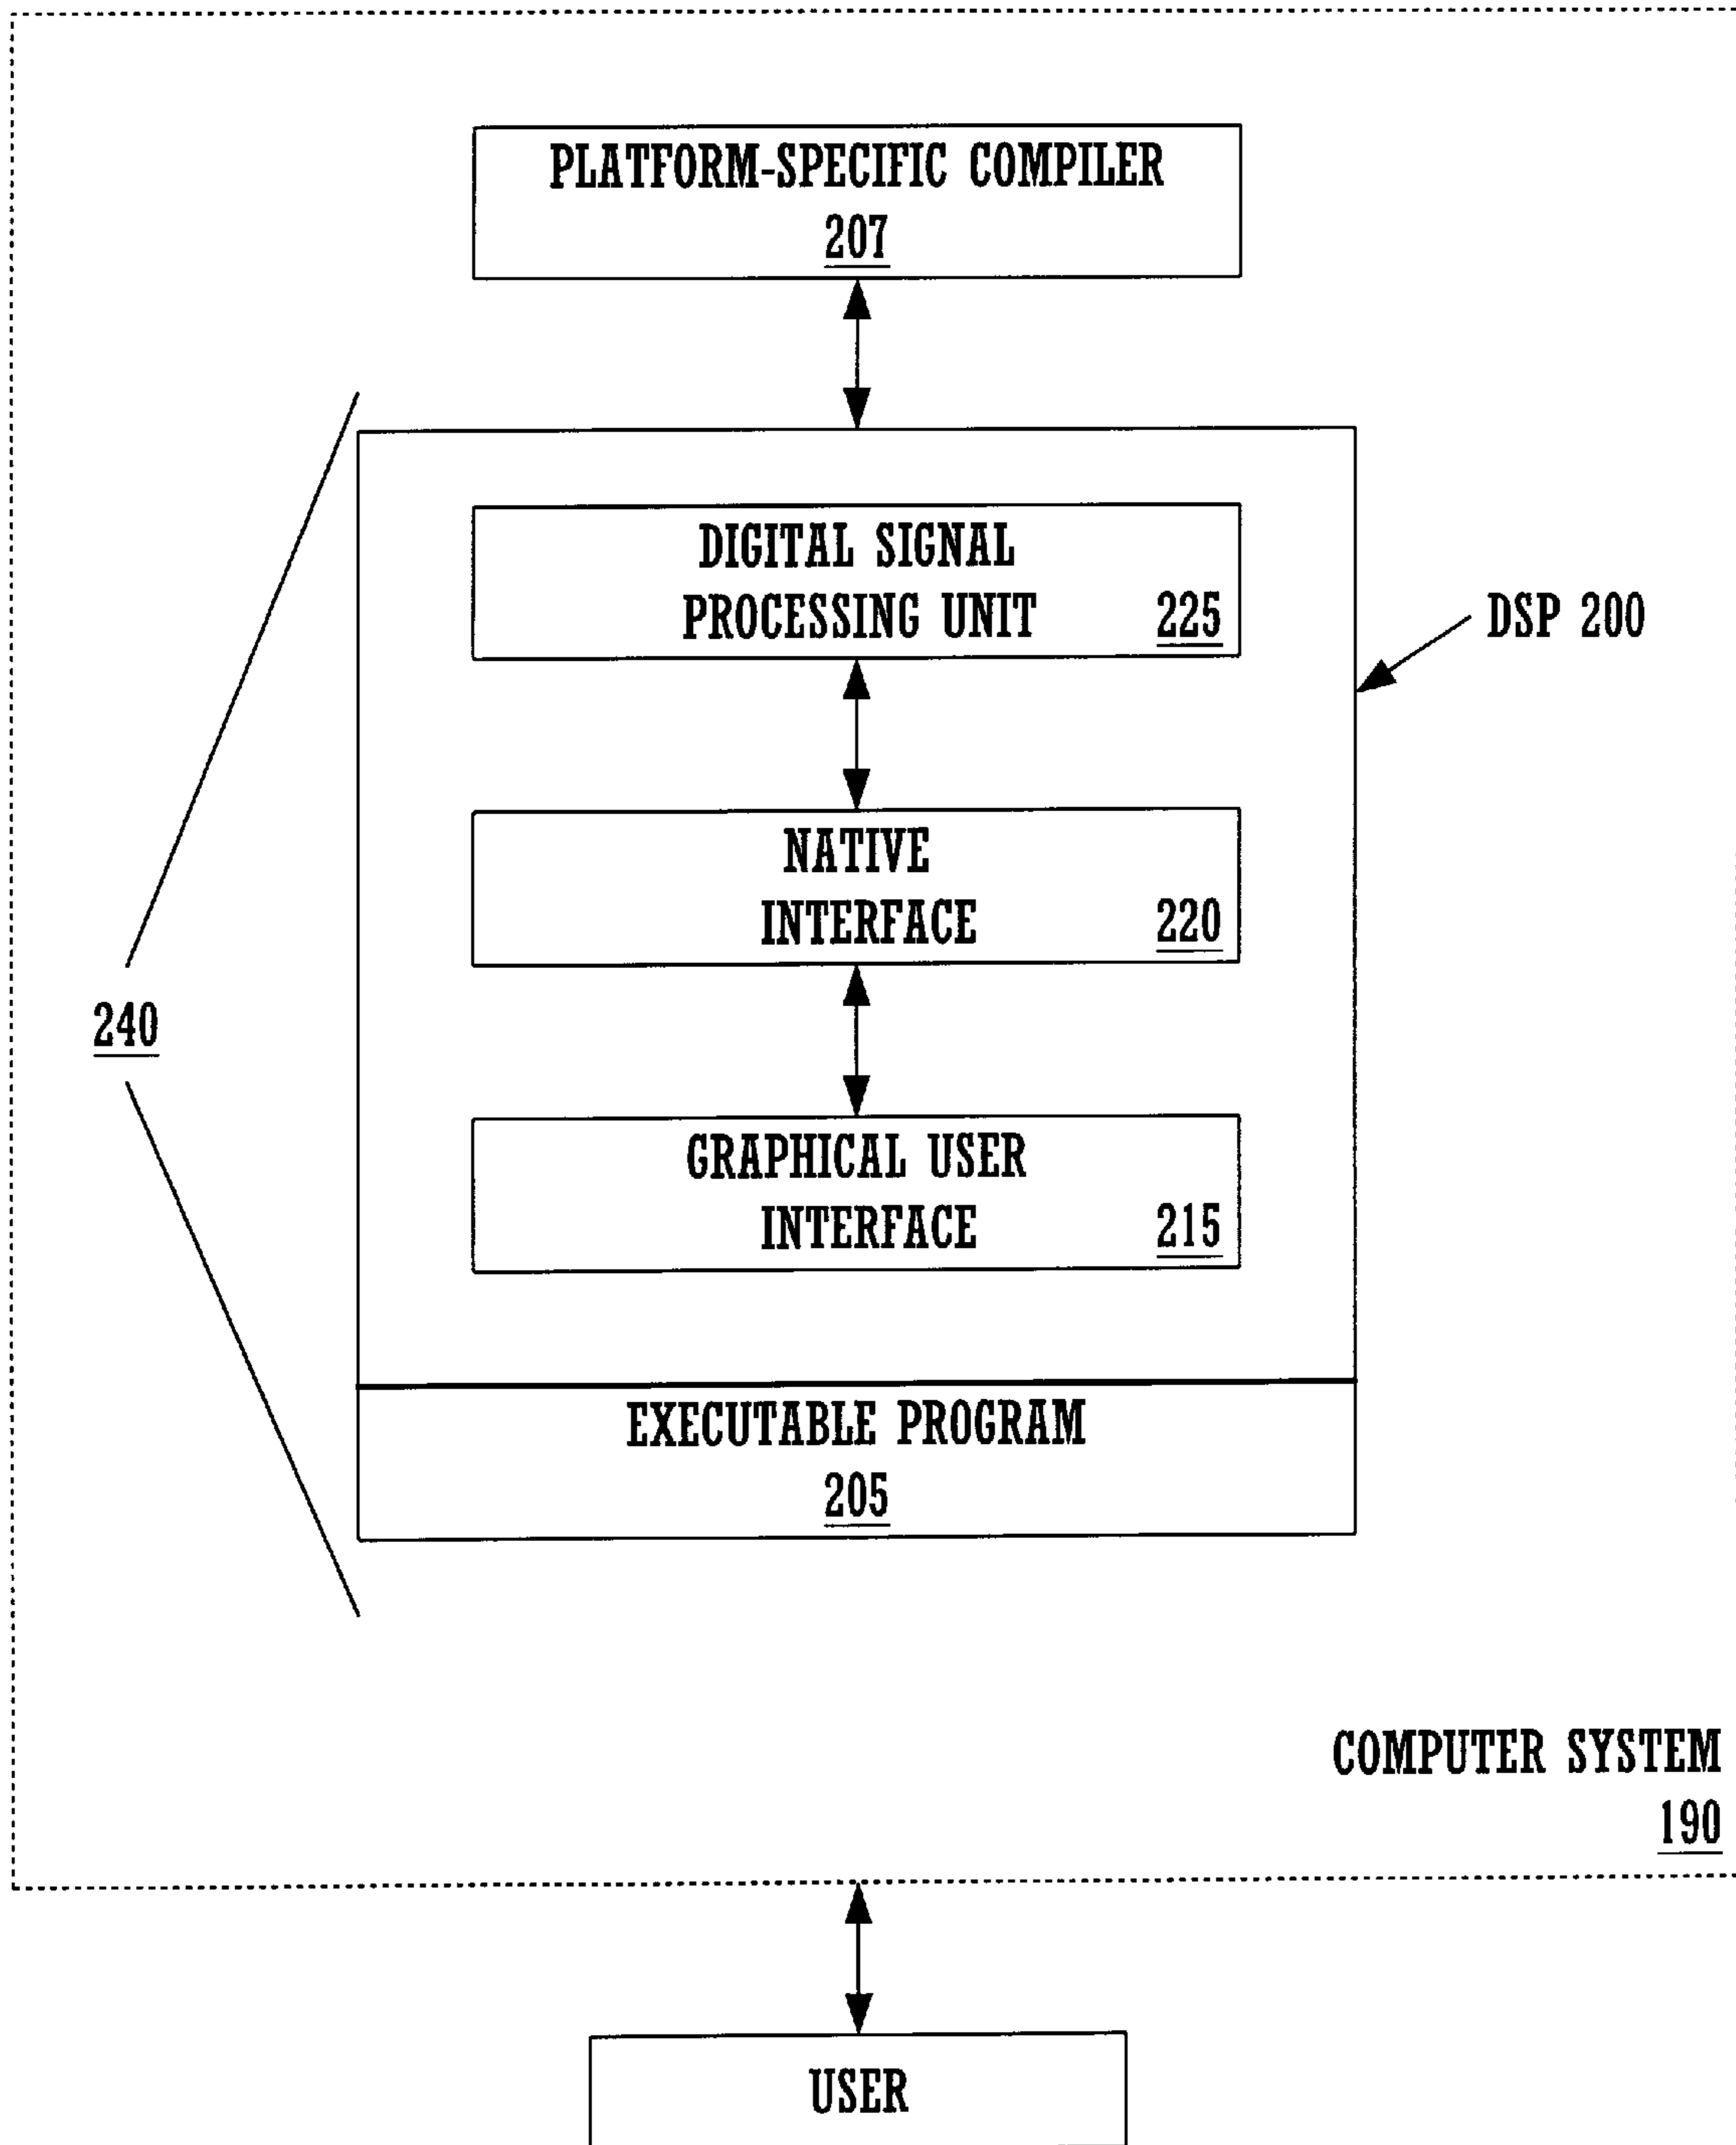 PLATFORM-SPECIFIC COMPILER
207
DIGITAL SIGNAL
PROCESSING UNIT 225
DSP 200
NATIVE
INTERFACE 220
240
GRAPHICAL USER
INTERFACE 215
EXECUTABLE PROGRAM
205
COMPUTER SYSTEM
190
USER